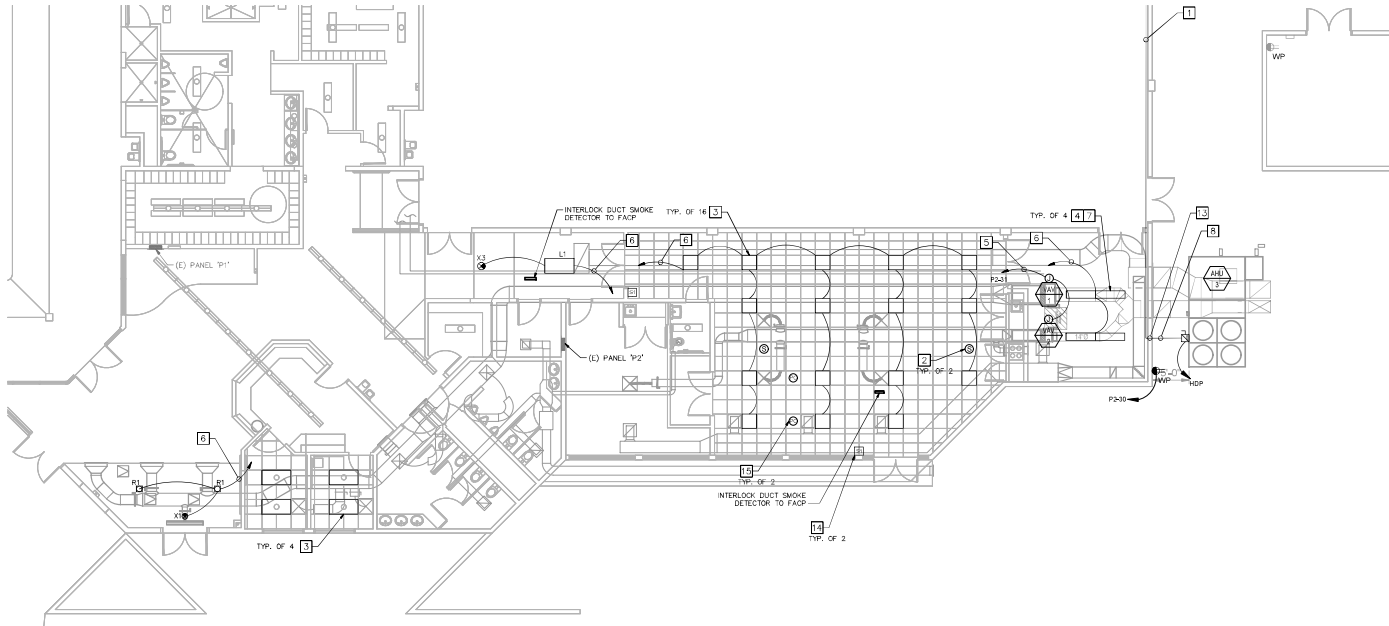 1
WP
INTERLOCK DUCT SMOKE
DETECTOR TO FACP
TYP. OF 16 3
TYP. OF 4 4 7
13
8
6
6
5
6
X3
L1
(E) PANEL 'P1'
P2-31
J
VAV
1
AHU
3
J
VAV
2
S
S
2
TYP. OF 2
(E) PANEL 'P2'
WP
HDP
P2-30
6
R1
R1
X1
15
TYP. OF 2
INTERLOCK DUCT SMOKE
DETECTOR TO FACP
14
TYP. OF 2
TYP. OF 4 3